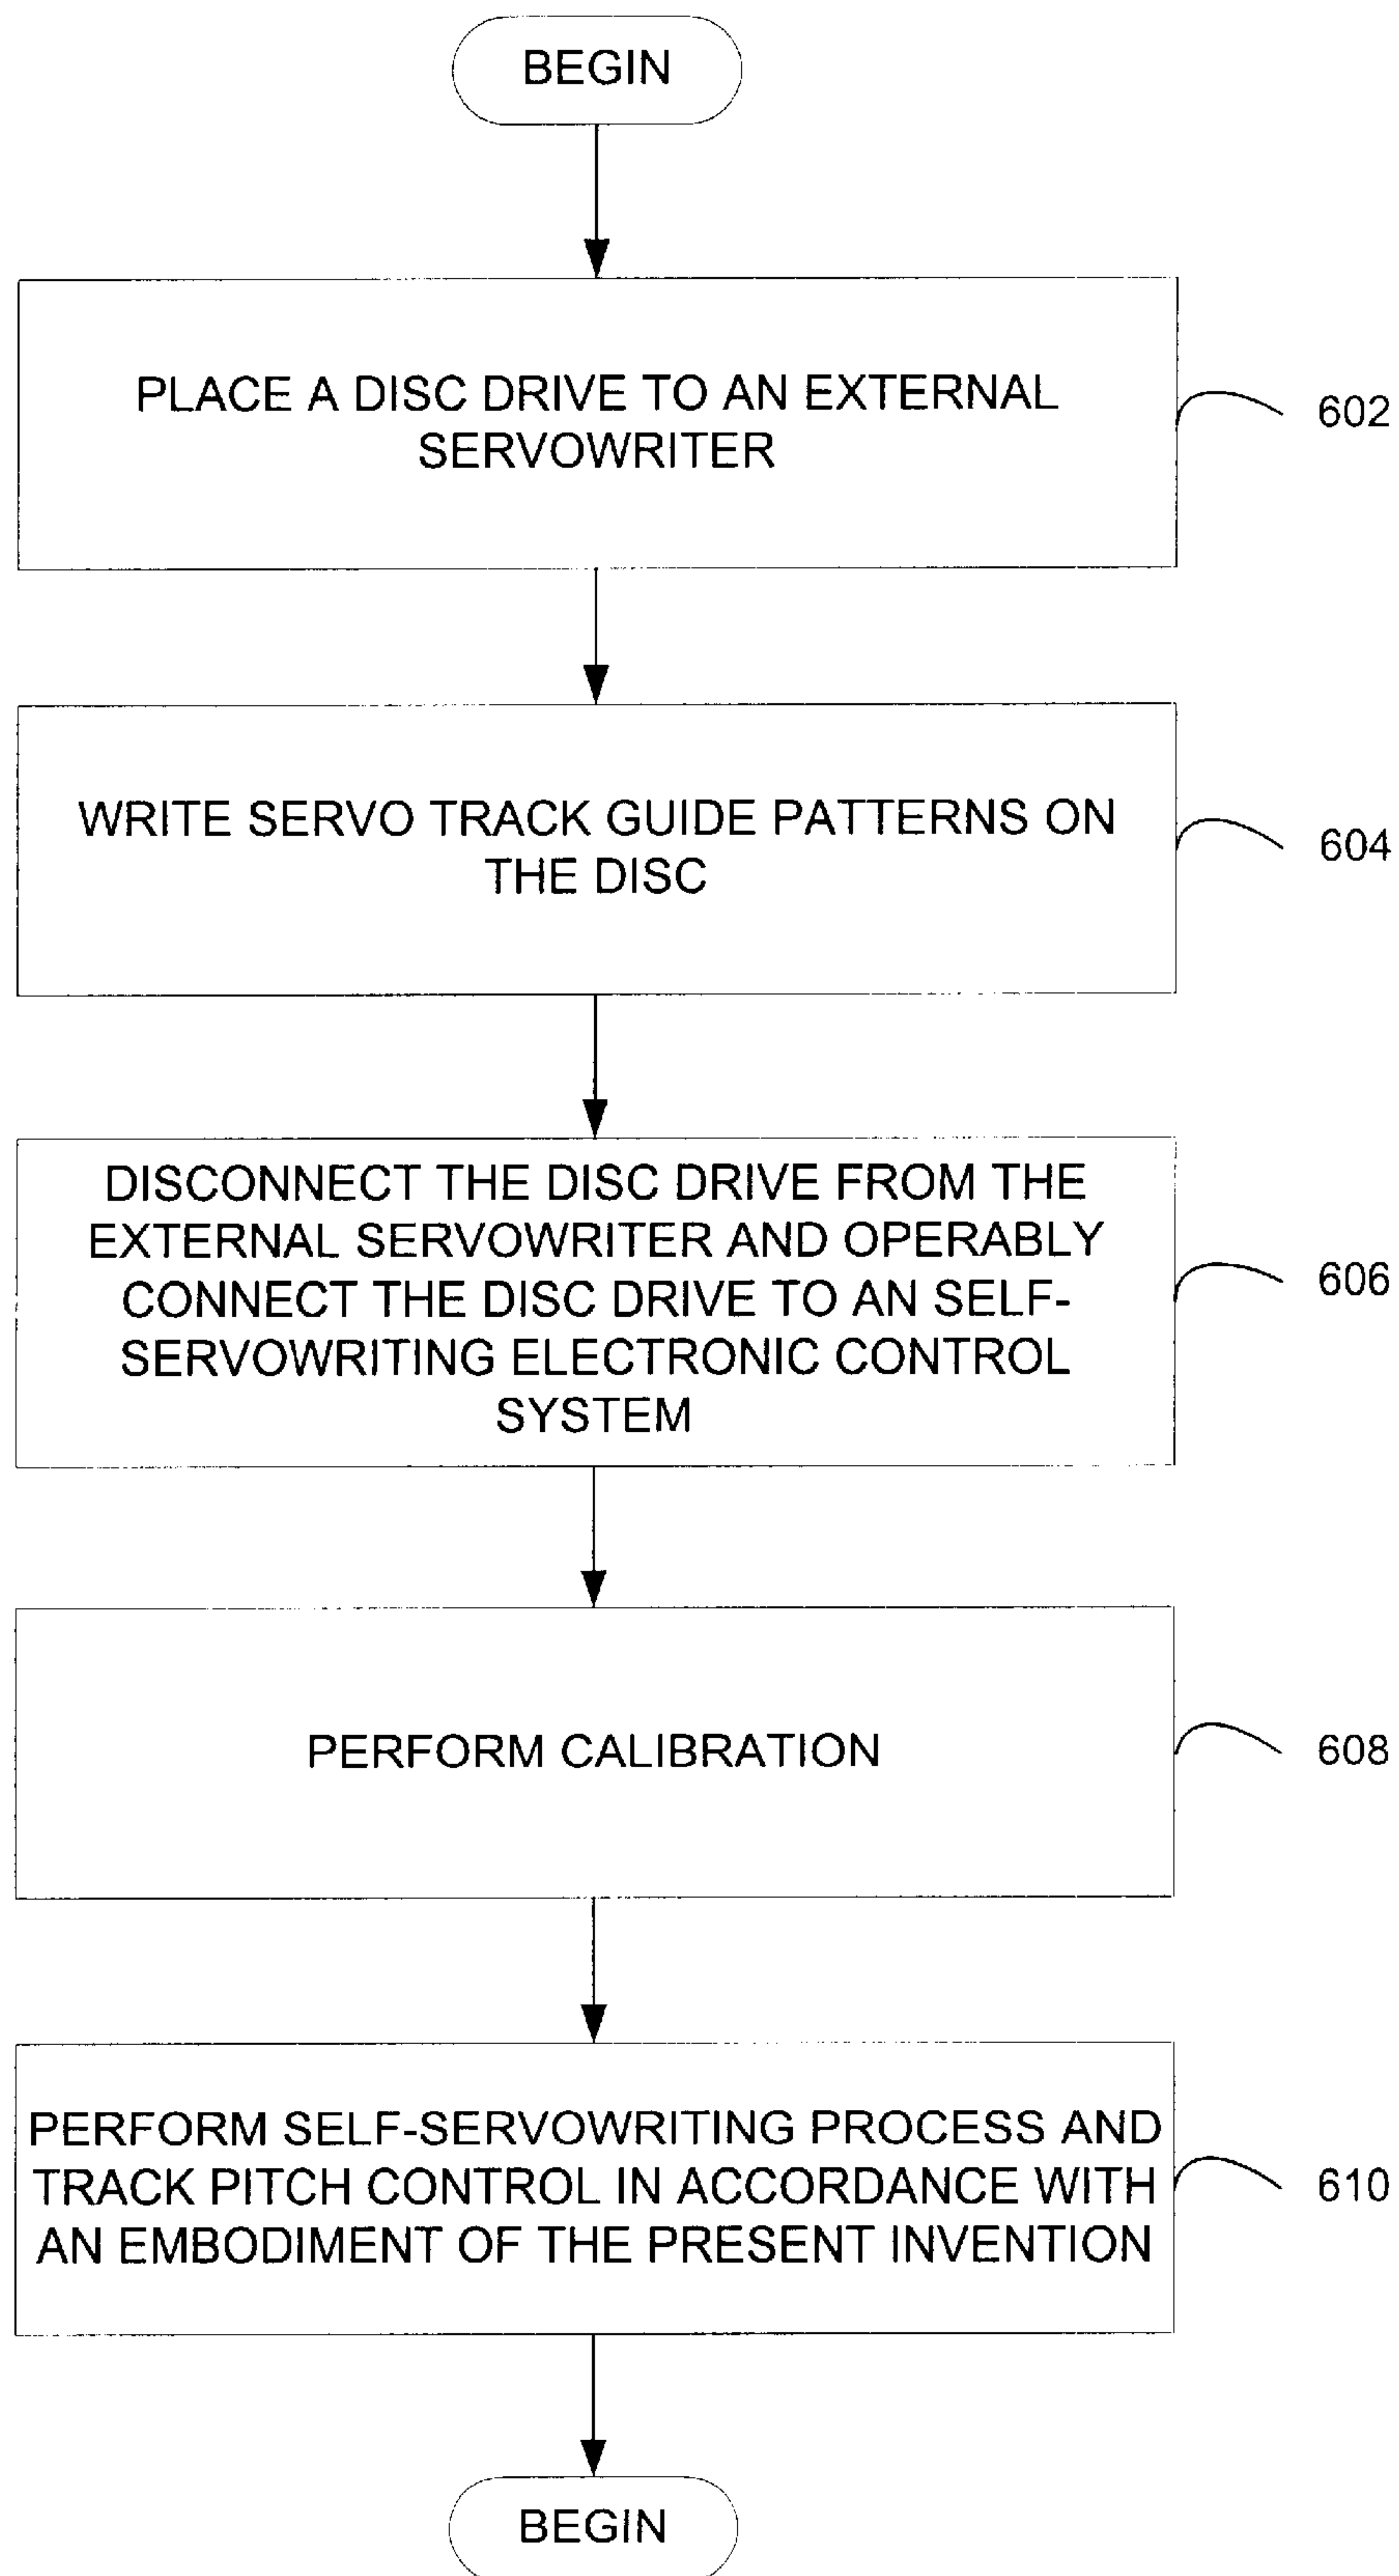 BEGIN
PLACE A DISC DRIVE TO AN EXTERNAL
SERVOWRITER
602
WRITE SERVO TRACK GUIDE PATTERNS ON
THE DISC
604
DISCONNECT THE DISC DRIVE FROM THE
EXTERNAL SERVOWRITER AND OPERABLY
CONNECT THE DISC DRIVE TO AN SELF-
SERVOWRITING ELECTRONIC CONTROL
SYSTEM
606
PERFORM CALIBRATION
608
PERFORM SELF-SERVOWRITING PROCESS AND
TRACK PITCH CONTROL IN ACCORDANCE WITH
AN EMBODIMENT OF THE PRESENT INVENTION
610
BEGIN